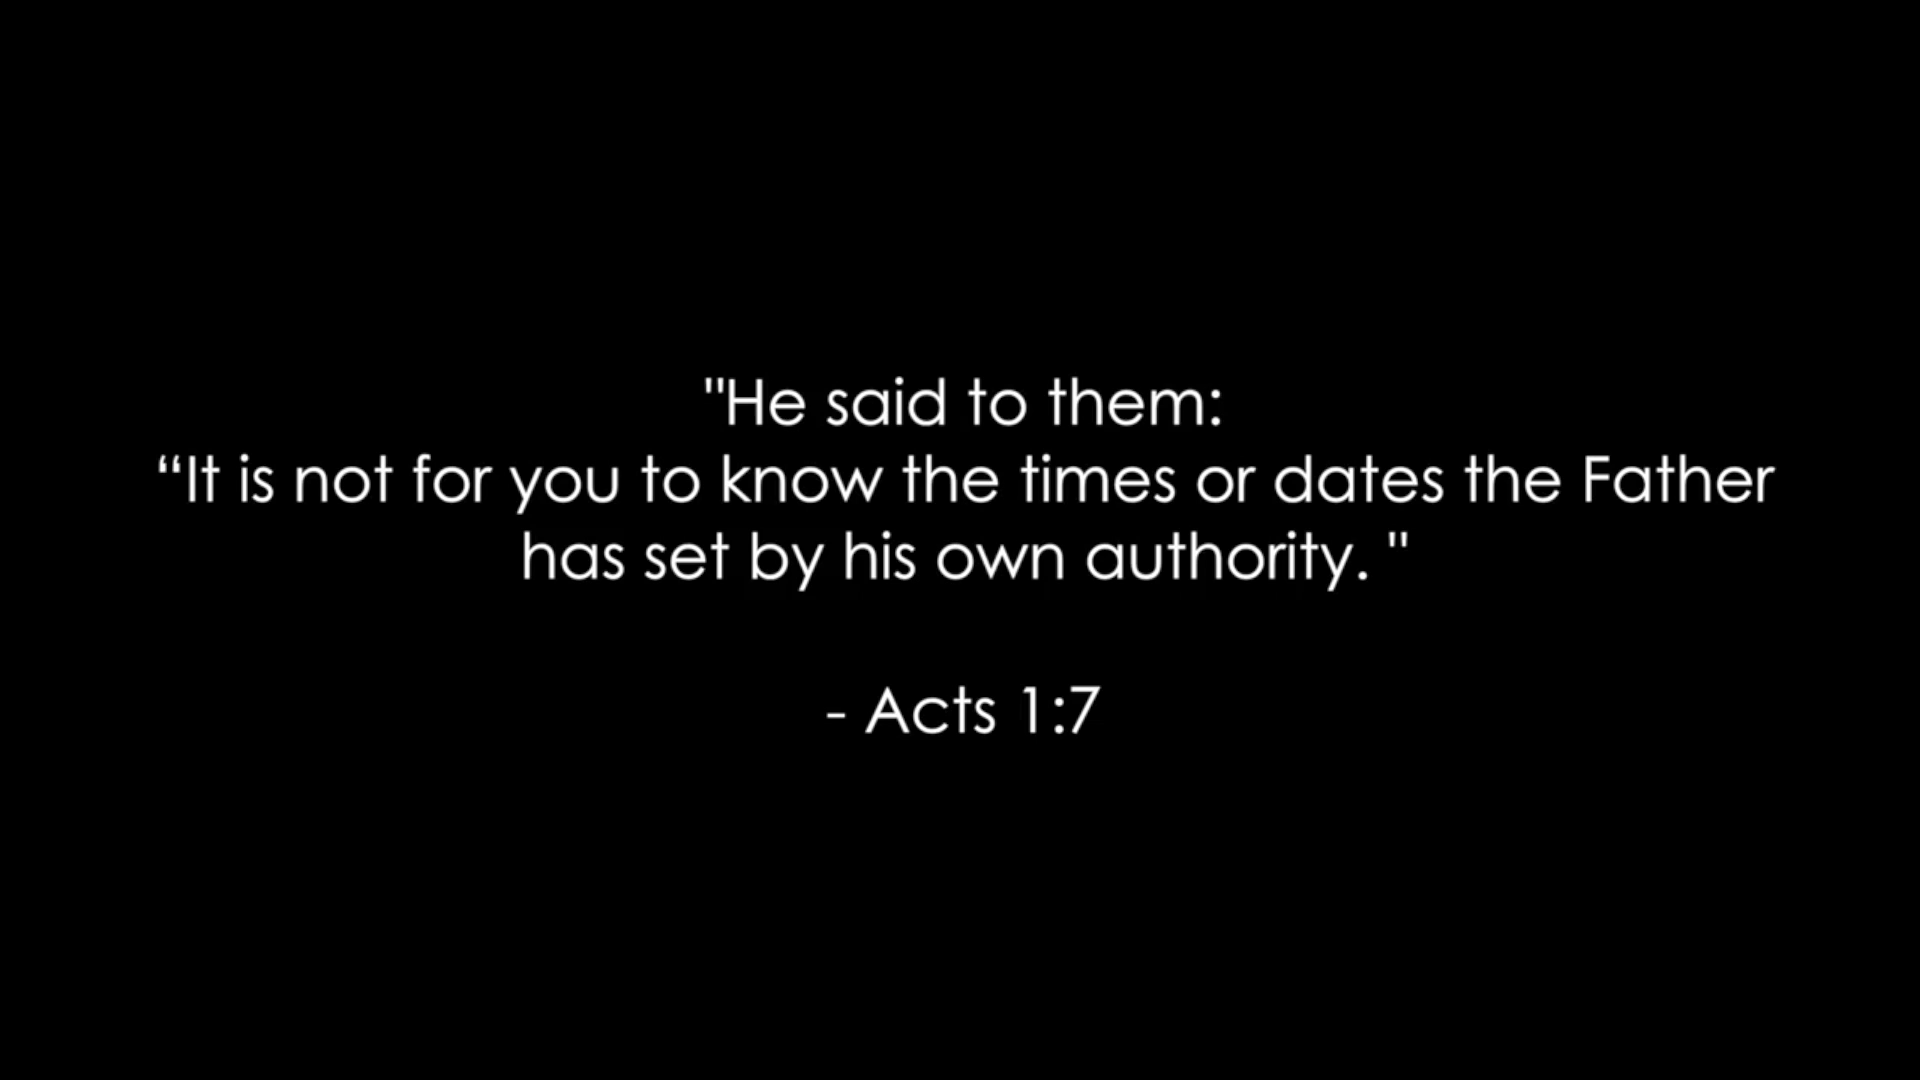 "He said to them:
“It is not for you to know the times or dates the Father
has set by his own authority. "
- Acts 1:7